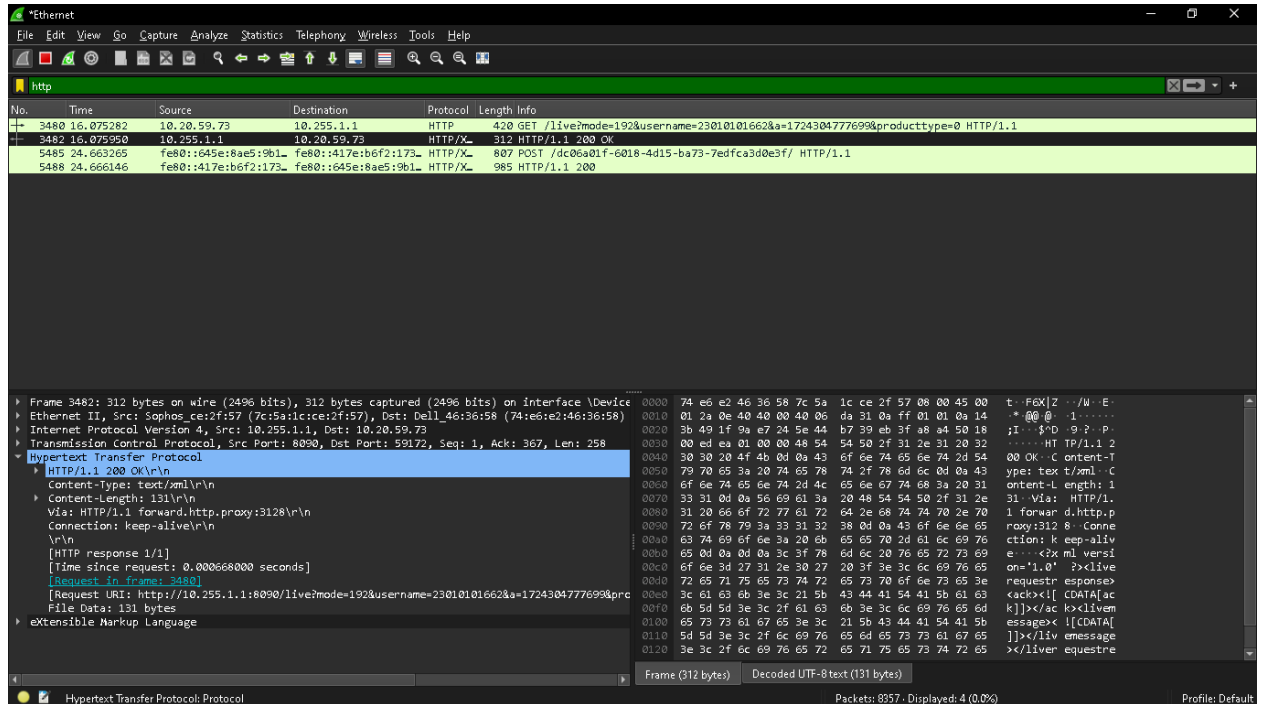 *Ethernet
File Edit View Go Capture Analyze Statistics Telephony Wireless Tools Help
http
No. Time Source Destination Protocol Length Info
3480 16.075282 10.20.59.73 10.255.1.1 HTTP 420 GET /live?mode=192&username=23010101662&a=1724304777699&producttype=0 HTTP/1.1
3482 16.075950 10.255.1.1 10.20.59.73 HTTP/X… 312 HTTP/1.1 200 OK
5485 24.663265 fe80::645e:8ae5:9b1… fe80::417e:b6f2:173… HTTP/X… 807 POST /dc06a01f-6018-4d15-ba73-7edfca3d0e3f/ HTTP/1.1
5488 24.666146 fe80::417e:b6f2:173… fe80::645e:8ae5:9b1… HTTP/X… 985 HTTP/1.1 200
Frame 3482: 312 bytes on wire (2496 bits), 312 bytes captured (2496 bits) on interface \Device
Ethernet II, Src: Sophos_ce:2f:57 (7c:5a:1c:ce:2f:57), Dst: Dell_46:36:58 (74:e6:e2:46:36:58)
Internet Protocol Version 4, Src: 10.255.1.1, Dst: 10.20.59.73
Transmission Control Protocol, Src Port: 8090, Dst Port: 59172, Seq: 1, Ack: 367, Len: 258
Hypertext Transfer Protocol
HTTP/1.1 200 OK\r\n
Content-Type: text/xml\r\n
Content-Length: 131\r\n
Via: HTTP/1.1 forward.http.proxy:3128\r\n
Connection: keep-alive\r\n
\r\n
[HTTP response 1/1]
[Time since request: 0.000668000 seconds]
[Request in frame: 3480]
[Request URI: http://10.255.1.1:8090/live?mode=192&username=23010101662&a=1724304777699&pro
File Data: 131 bytes
eXtensible Markup Language
0000 74 e6 e2 46 36 58 7c 5a 1c ce 2f 57 08 00 45 00 t··F6X|Z ··/W··E·
0010 01 2a 0e 40 40 00 40 06 da 31 0a ff 01 01 0a 14 ·*·@@·@· ·1······
0020 3b 49 1f 9a e7 24 5e 44 b7 39 eb 3f a8 a4 50 18 ;I···$^D ·9·?··P·
0030 00 ed ea 01 00 00 48 54 54 50 2f 31 2e 31 20 32 ······HT TP/1.1 2
0040 30 30 20 4f 4b 0d 0a 43 6f 6e 74 65 6e 74 2d 54 00 OK··C ontent-T
0050 79 70 65 3a 20 74 65 78 74 2f 78 6d 6c 0d 0a 43 ype: tex t/xml··C
0060 6f 6e 74 65 6e 74 2d 4c 65 6e 67 74 68 3a 20 31 ontent-L ength: 1
0070 33 31 0d 0a 56 69 61 3a 20 48 54 54 50 2f 31 2e 31··Via: HTTP/1.
0080 31 20 66 6f 72 77 61 72 64 2e 68 74 74 70 2e 70 1 forwar d.http.p
0090 72 6f 78 79 3a 33 31 32 38 0d 0a 43 6f 6e 6e 65 roxy:312 8··Conne
00a0 63 74 69 6f 6e 3a 20 6b 65 65 70 2d 61 6c 69 76 ction: k eep-aliv
00b0 65 0d 0a 0d 0a 3c 3f 78 6d 6c 20 76 65 72 73 69 e····<?x ml versi
00c0 6f 6e 3d 27 31 2e 30 27 20 3f 3e 3c 6c 69 76 65 on='1.0' ?><live
00d0 72 65 71 75 65 73 74 72 65 73 70 6f 6e 73 65 3e requestr esponse>
00e0 3c 61 63 6b 3e 3c 21 5b 43 44 41 54 41 5b 61 63 <ack><![ CDATA[ac
00f0 6b 5d 5d 3e 3c 2f 61 63 6b 3e 3c 6c 69 76 65 6d k]]></ac k><livem
0100 65 73 73 61 67 65 3e 3c 21 5b 43 44 41 54 41 5b essage>< ![CDATA[
0110 5d 5d 3e 3c 2f 6c 69 76 65 6d 65 73 73 61 67 65 ]]></liv emessage
0120 3e 3c 2f 6c 69 76 65 72 65 71 75 65 73 74 72 65 ></liver equestre
Frame (312 bytes) Decoded UTF-8 text (131 bytes)
Hypertext Transfer Protocol: Protocol Packets: 8357 · Displayed: 4 (0.0%) Profile: Default